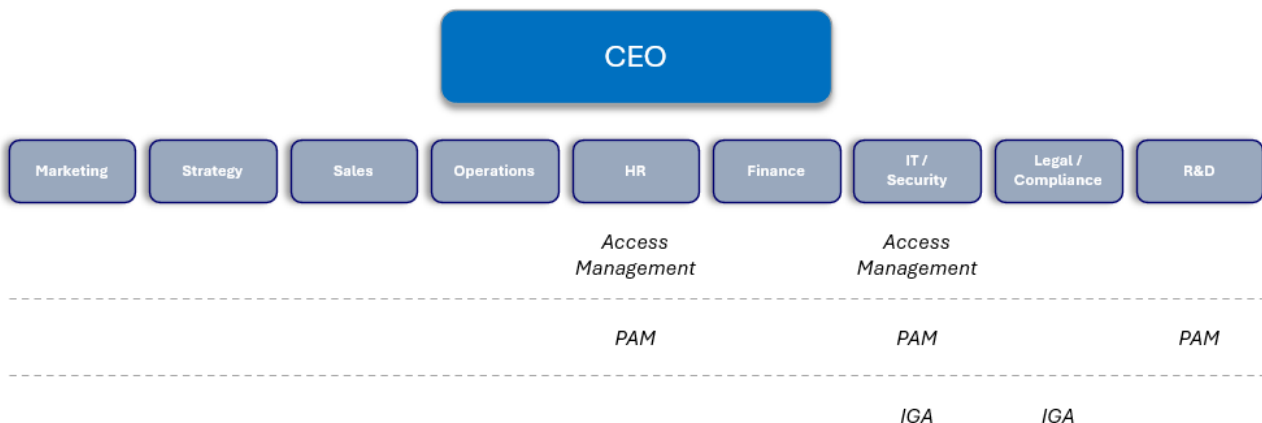 CEO
Marketing
Strategy
Sales
Operations
HR
Finance
IT /
Security
Legal /
Compliance
R&D
Access
Management
Access
Management
PAM
PAM
PAM
IGA
IGA